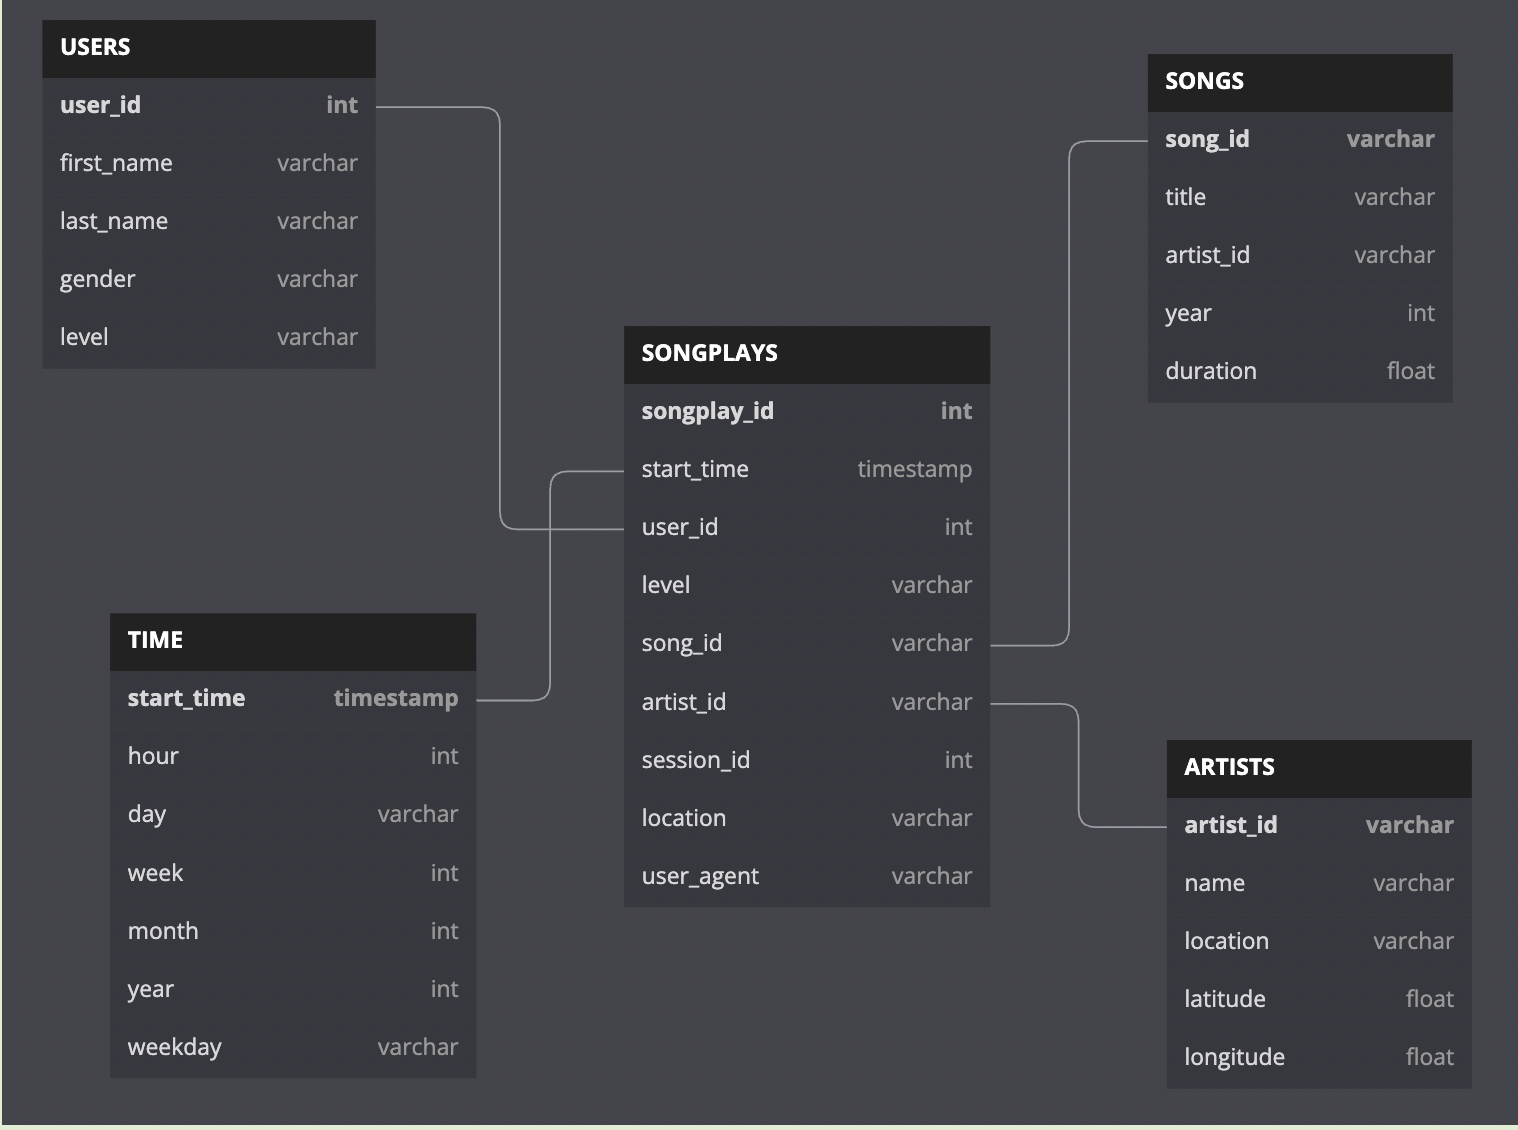 USERS
user_id int
first_name varchar
last_name varchar
gender varchar
level varchar
SONGS
song_id varchar
title varchar
artist_id varchar
year int
duration float
SONGPLAYS
songplay_id int
start_time timestamp
user_id int
level varchar
song_id varchar
artist_id varchar
session_id int
location varchar
user_agent varchar
TIME
start_time timestamp
hour int
day varchar
week int
month int
year int
weekday varchar
ARTISTS
artist_id varchar
name varchar
location varchar
latitude float
longitude float